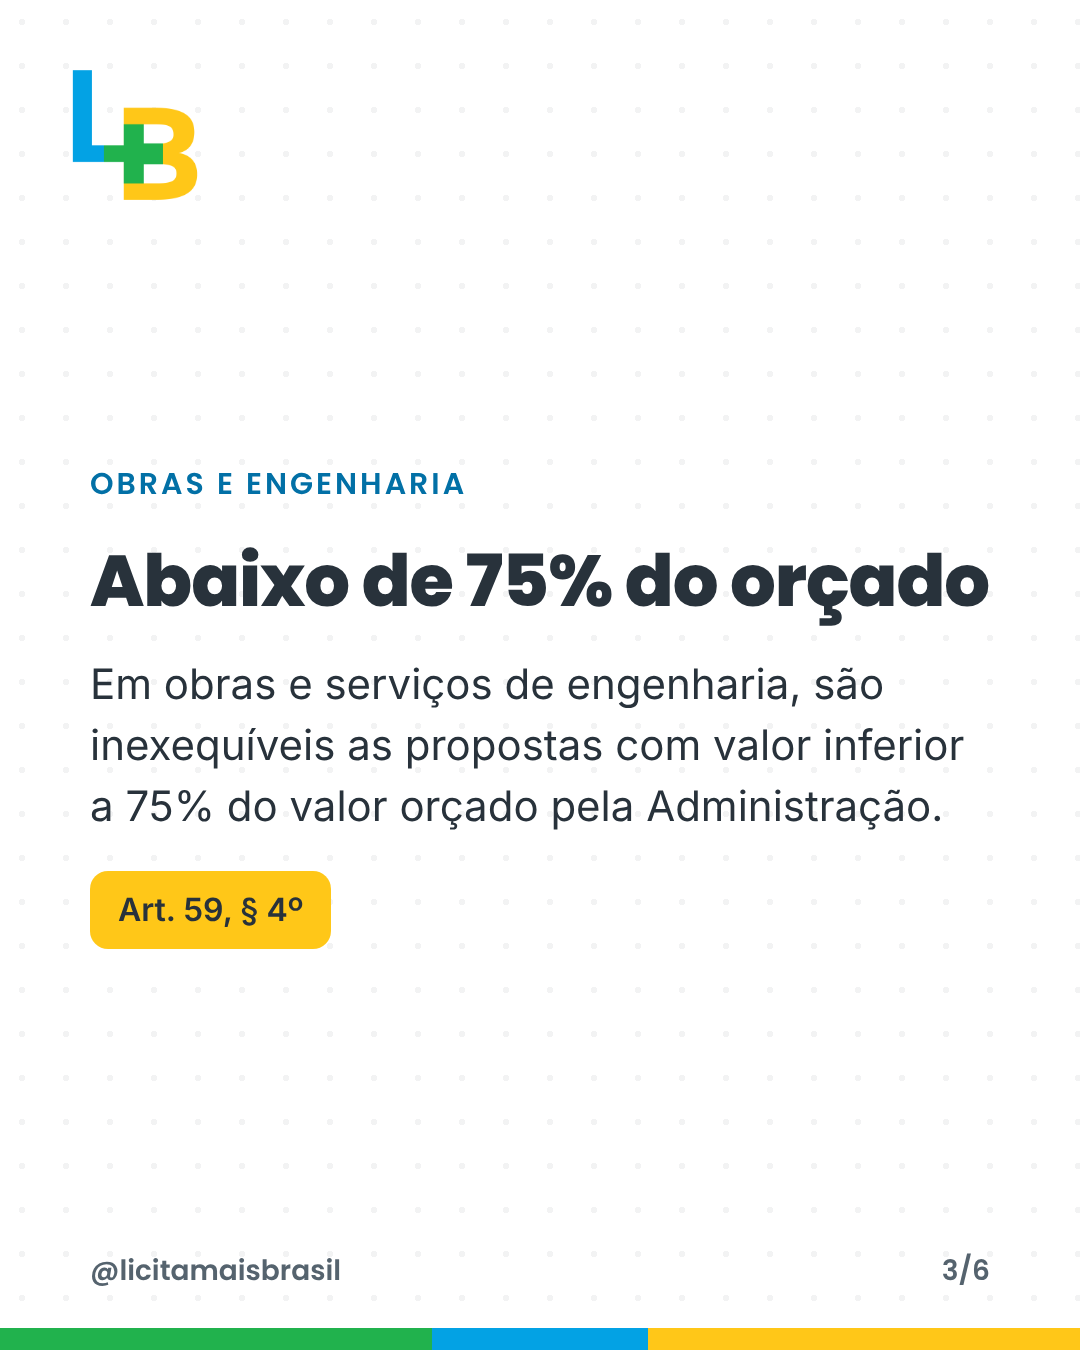 LB
OBRAS E ENGENHARIA
Abaixo de 75% do orçado
Em obras e serviços de engenharia, são
inexequíveis as propostas com valor inferior
a 75% do valor orçado pela Administração.
Art. 59, § 4º
@licitamaisbrasil
3/6